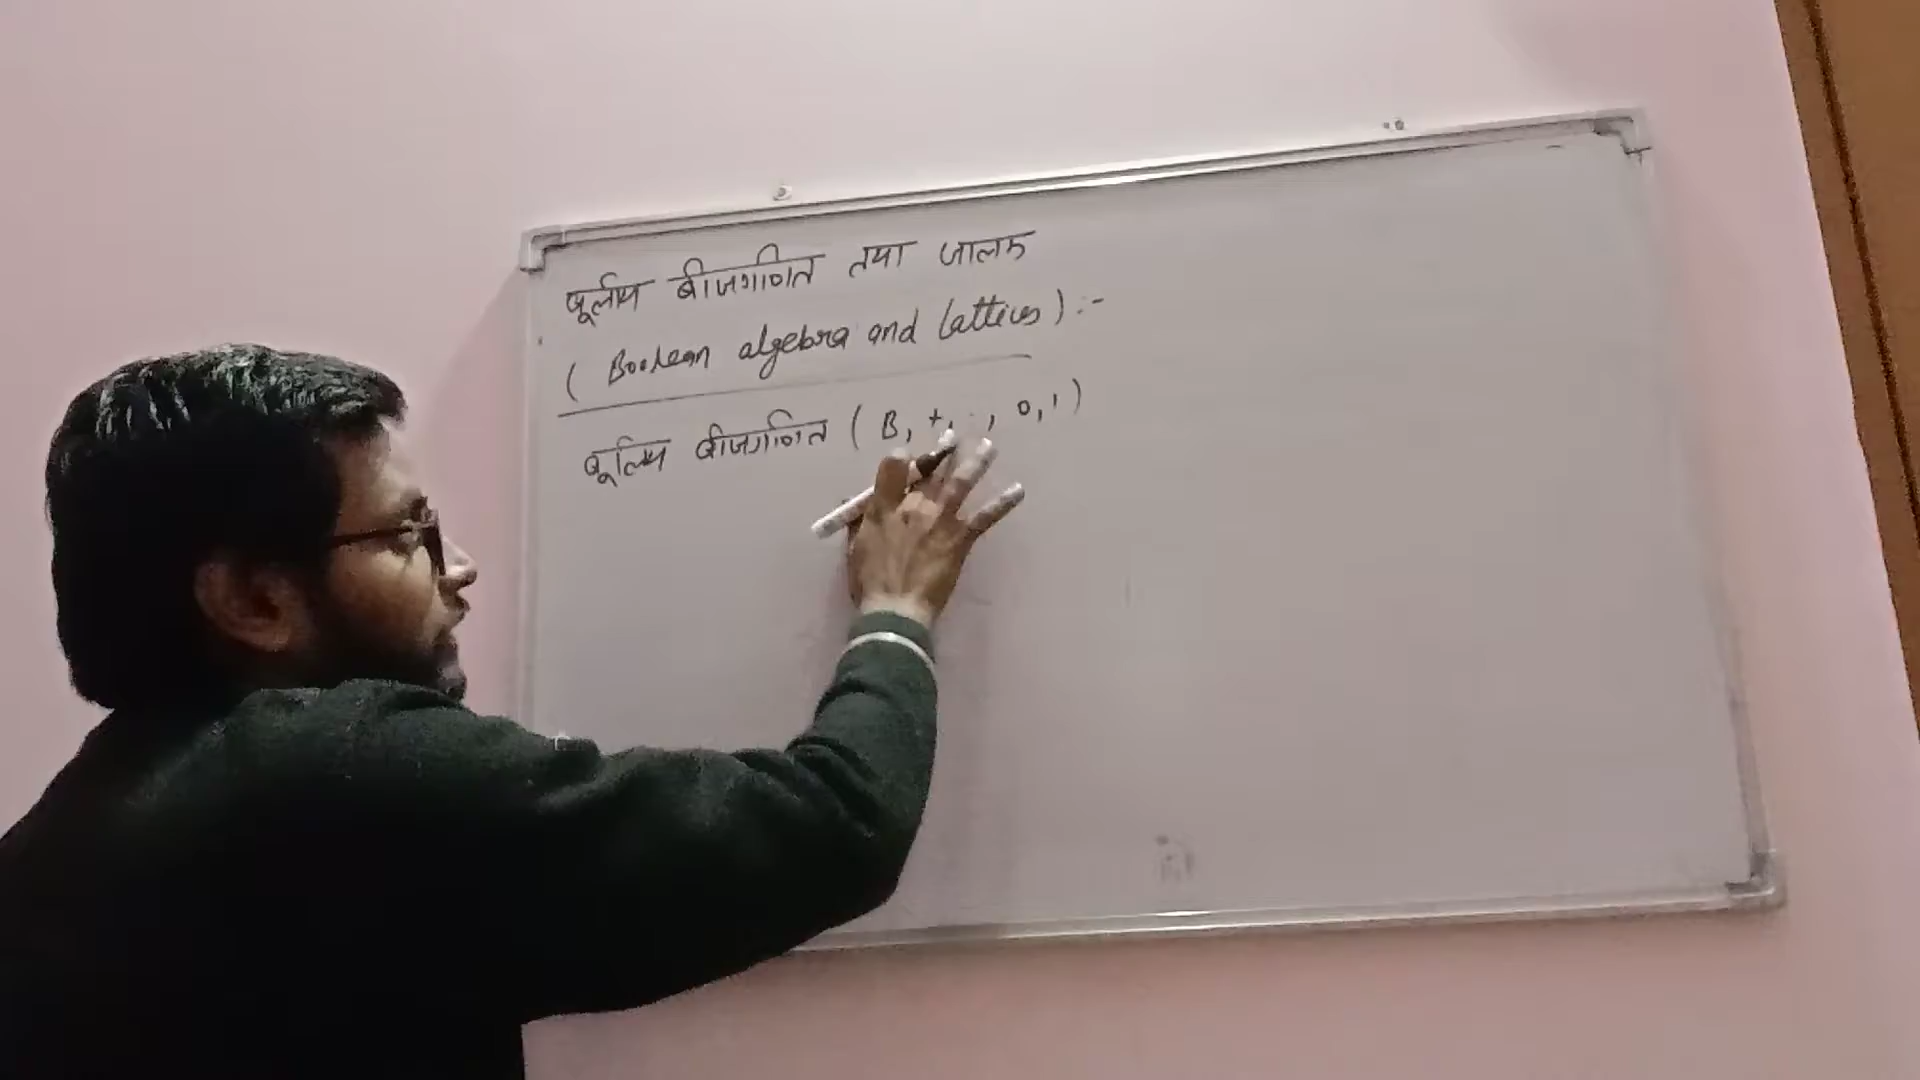 बूलीय बीजगणित तथा जालक
( Boolean algebra and Lattices ) :-
बूलिय बीजगणित ( B, +, ·, 0, 1 )